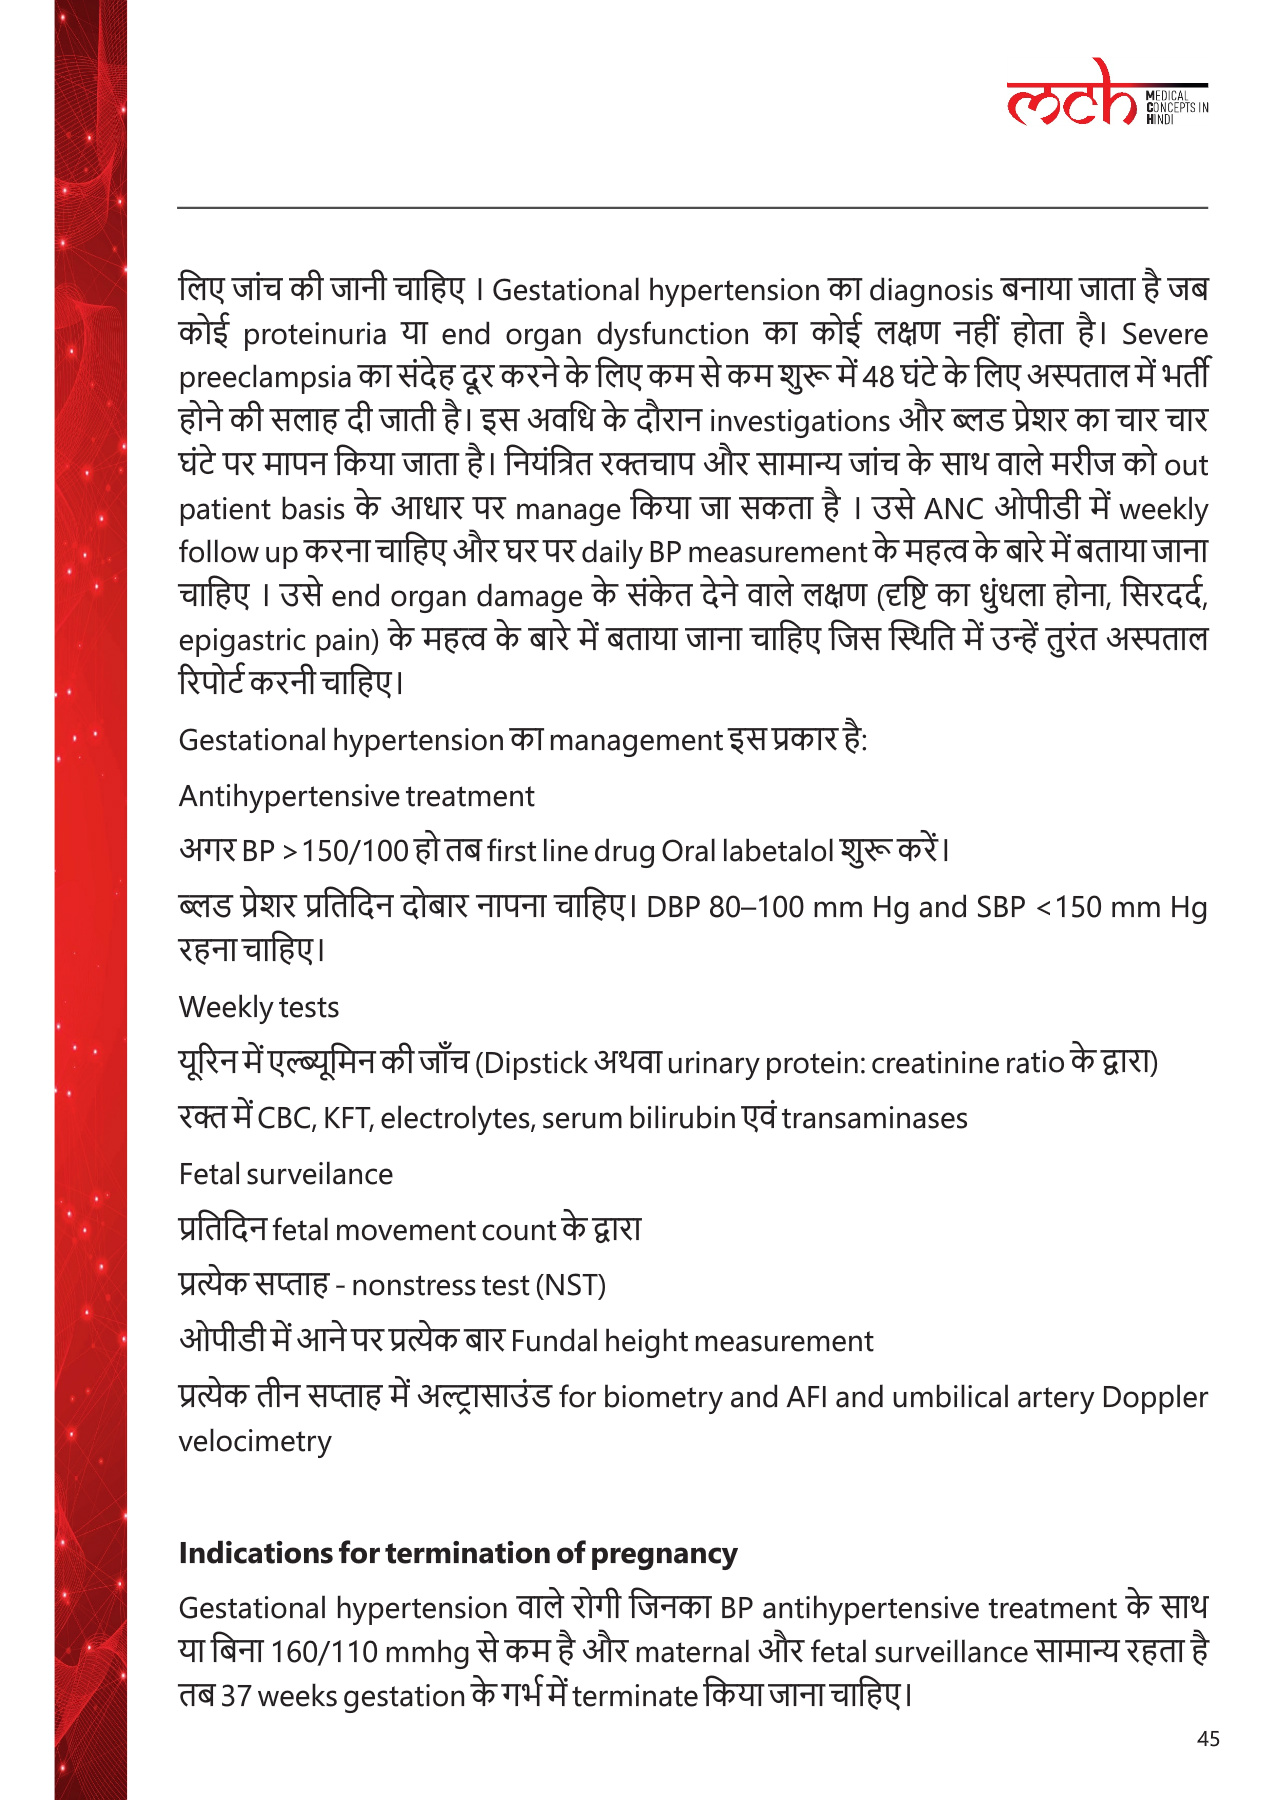 mch
MEDICAL
CONCEPTS IN
HINDI
लिए जांच की जानी चाहिए । Gestational hypertension का diagnosis बनाया जाता है जब
कोई proteinuria या end organ dysfunction का कोई लक्षण नहीं होता है। Severe
preeclampsia का संदेह दूर करने के लिए कम से कम शुरू में 48 घंटे के लिए अस्पताल में भर्ती
होने की सलाह दी जाती है। इस अवधि के दौरान investigations और ब्लड प्रेशर का चार चार
घंटे पर मापन किया जाता है। नियंत्रित रक्तचाप और सामान्य जांच के साथ वाले मरीज को out
patient basis के आधार पर manage किया जा सकता है । उसे ANC ओपीडी में weekly
follow up करना चाहिए और घर पर daily BP measurement के महत्व के बारे में बताया जाना
चाहिए । उसे end organ damage के संकेत देने वाले लक्षण (दृष्टि का धुंधला होना, सिरदर्द,
epigastric pain) के महत्व के बारे में बताया जाना चाहिए जिस स्थिति में उन्हें तुरंत अस्पताल
रिपोर्ट करनी चाहिए।
Gestational hypertension का management इस प्रकार है:
Antihypertensive treatment
अगर BP >150/100 हो तब first line drug Oral labetalol शुरू करें।
ब्लड प्रेशर प्रतिदिन दोबार नापना चाहिए। DBP 80–100 mm Hg and SBP <150 mm Hg
रहना चाहिए।
Weekly tests
यूरिन में एल्ब्यूमिन की जाँच (Dipstick अथवा urinary protein: creatinine ratio के द्वारा)
रक्त में CBC, KFT, electrolytes, serum bilirubin एवं transaminases
Fetal surveilance
प्रतिदिन fetal movement count के द्वारा
प्रत्येक सप्ताह - nonstress test (NST)
ओपीडी में आने पर प्रत्येक बार Fundal height measurement
प्रत्येक तीन सप्ताह में अल्ट्रासाउंड for biometry and AFI and umbilical artery Doppler
velocimetry
Indications for termination of pregnancy
Gestational hypertension वाले रोगी जिनका BP antihypertensive treatment के साथ
या बिना 160/110 mmhg से कम है और maternal और fetal surveillance सामान्य रहता है
तब 37 weeks gestation के गर्भ में terminate किया जाना चाहिए।
45